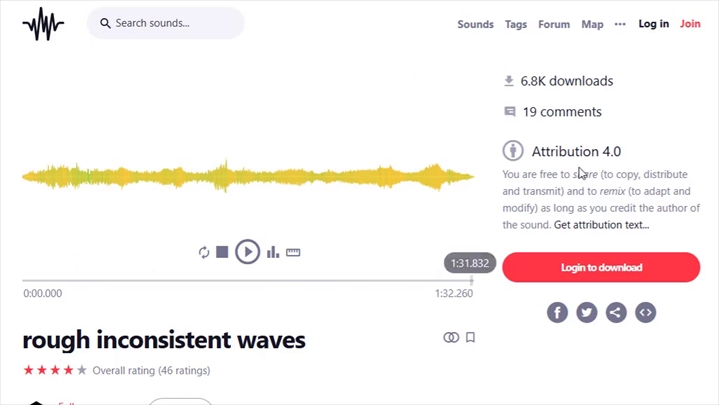 Search sounds...
Sounds Tags Forum Map ··· Log in Join
6.8K downloads
19 comments
Attribution 4.0
You are free to share (to copy, distribute
and transmit) and to remix (to adapt and
modify) as long as you credit the author of
the sound. Get attribution text...
1:31.832
Login to download
0:00.000
1:32.260
rough inconsistent waves
Overall rating (46 ratings)